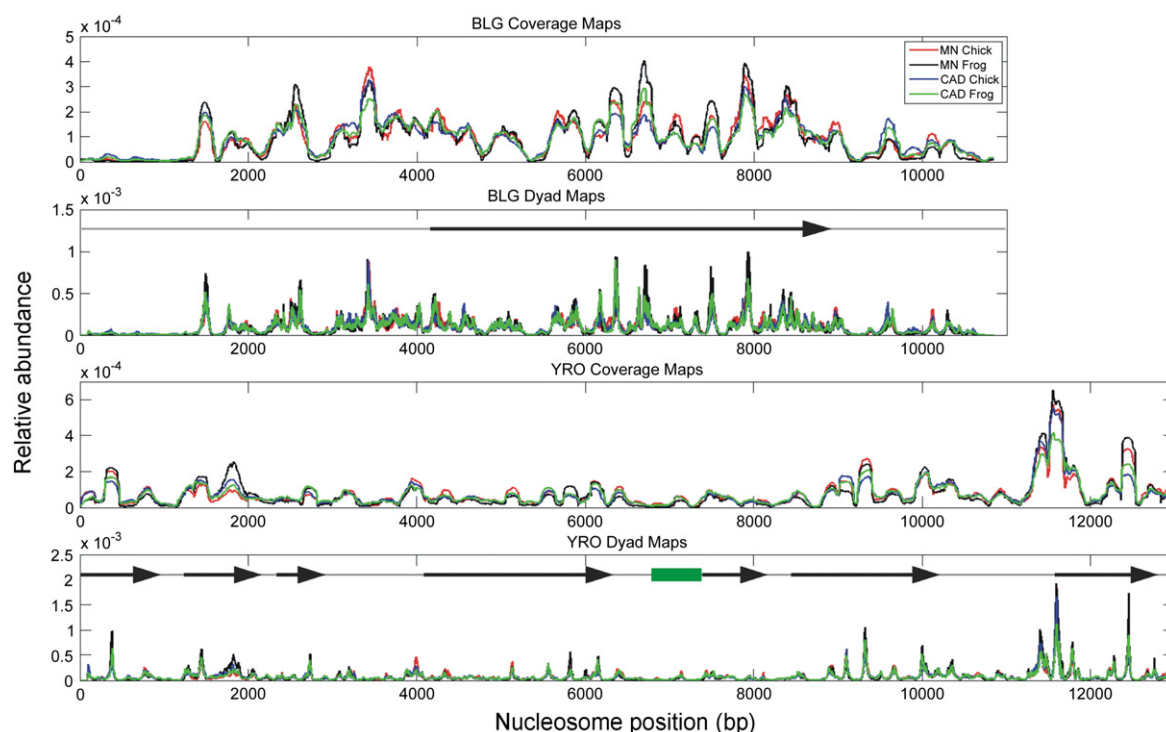 BLG Coverage Maps
x 10⁻⁴
5
4
3
2
1
0
MN Chick
MN Frog
CAD Chick
CAD Frog
0 2000 4000 6000 8000 10000
BLG Dyad Maps
x 10⁻³
1.5
1
0.5
0
0 2000 4000 6000 8000 10000
Relative abundance
YRO Coverage Maps
x 10⁻⁴
6
4
2
0
0 2000 4000 6000 8000 10000 12000
YRO Dyad Maps
x 10⁻³
2.5
2
1.5
1
0.5
0
0 2000 4000 6000 8000 10000 12000
Nucleosome position (bp)